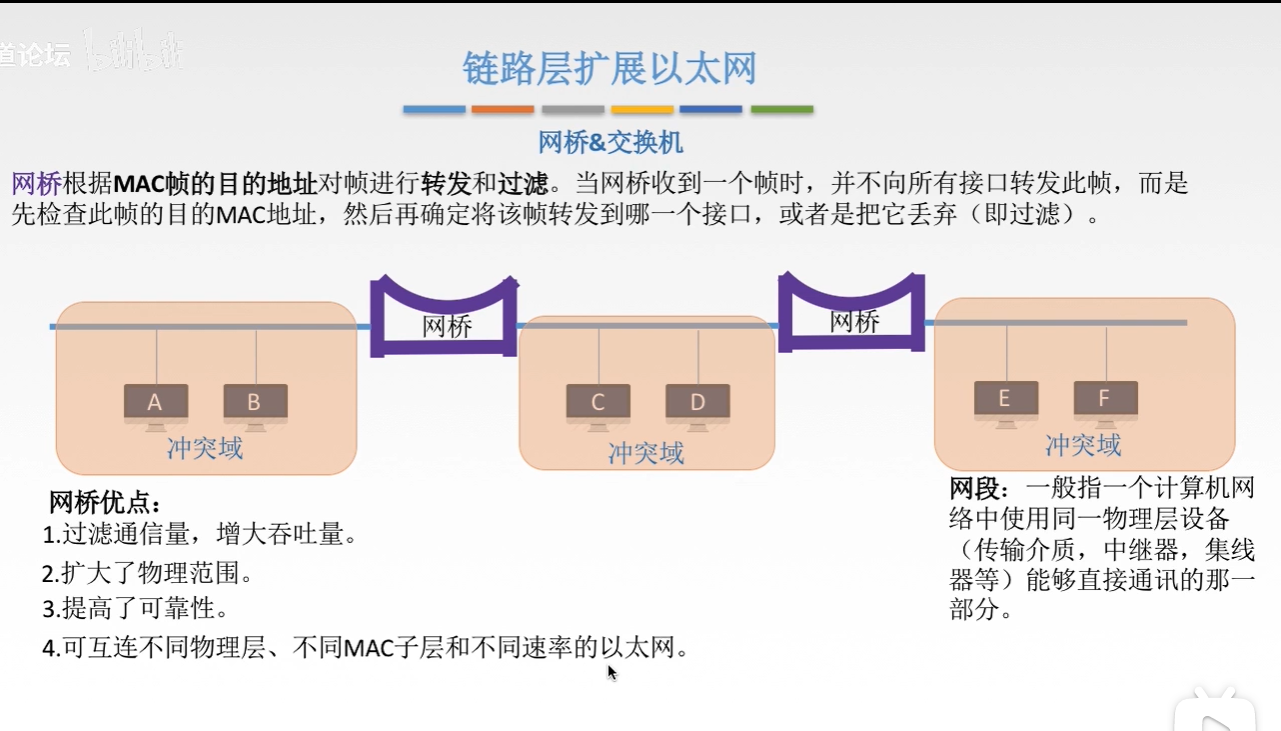 道论坛 bilibili
链路层扩展以太网
网桥&交换机
网桥根据MAC帧的目的地址对帧进行转发和过滤。当网桥收到一个帧时，并不向所有接口转发此帧，而是
先检查此帧的目的MAC地址，然后再确定将该帧转发到哪一个接口，或者是把它丢弃（即过滤）。
网桥
网桥
A
B
C
D
E
F
冲突域
冲突域
冲突域
网桥优点：
1.过滤通信量，增大吞吐量。
2.扩大了物理范围。
3.提高了可靠性。
4.可互连不同物理层、不同MAC子层和不同速率的以太网。
网段：一般指一个计算机网
络中使用同一物理层设备
（传输介质，中继器，集线
器等）能够直接通讯的那一
部分。